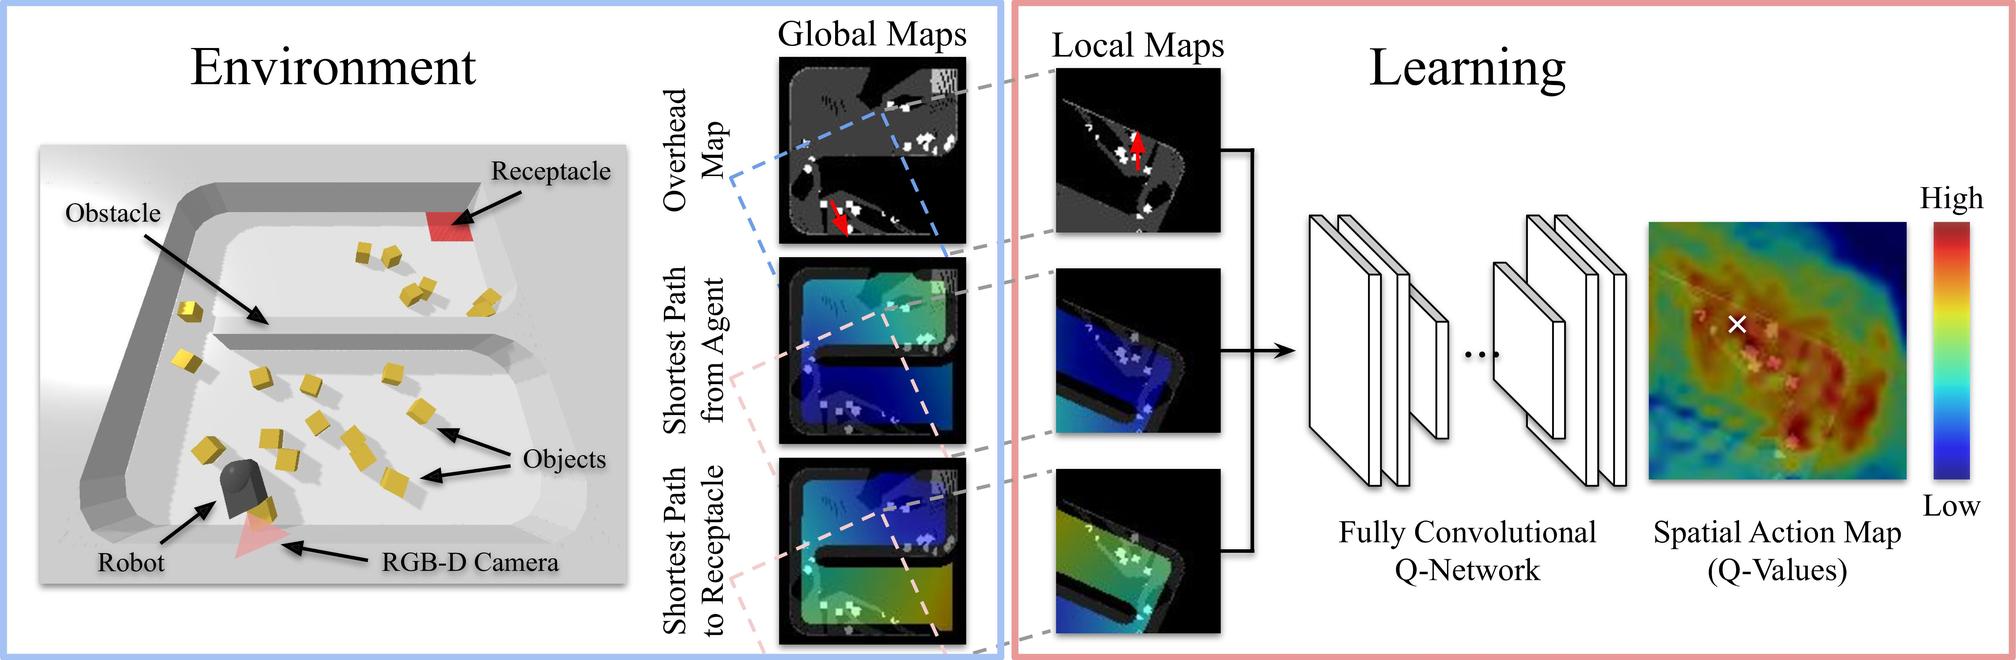 Environment
Receptacle
Obstacle
Objects
Robot
RGB-D Camera
Global Maps
Overhead
Map
Shortest Path
from Agent
Shortest Path
to Receptacle
Local Maps
Learning
...
Fully Convolutional
Q-Network
High
Low
Spatial Action Map
(Q-Values)